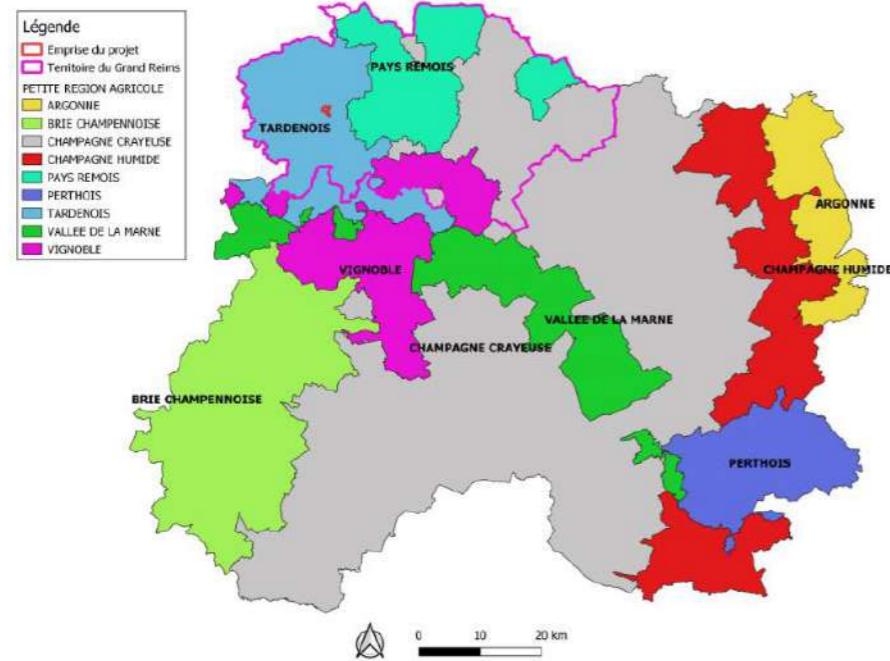 Légende
Emprise du projet
Territoire du Grand Reims
PETITE REGION AGRICOLE
ARGONNE
BRIE CHAMPENNOISE
CHAMPAGNE CRAYEUSE
CHAMPAGNE HUMIDE
PAYS REMOIS
PERTHOIS
TARDENOIS
VALLEE DE LA MARNE
VIGNOBLE
PAYS REMOIS
TARDENOIS
ARGONNE
VIGNOBLE
CHAMPAGNE HUMIDE
VALLEE DE LA MARNE
CHAMPAGNE CRAYEUSE
BRIE CHAMPENNOISE
PERTHOIS
0 10 20 km